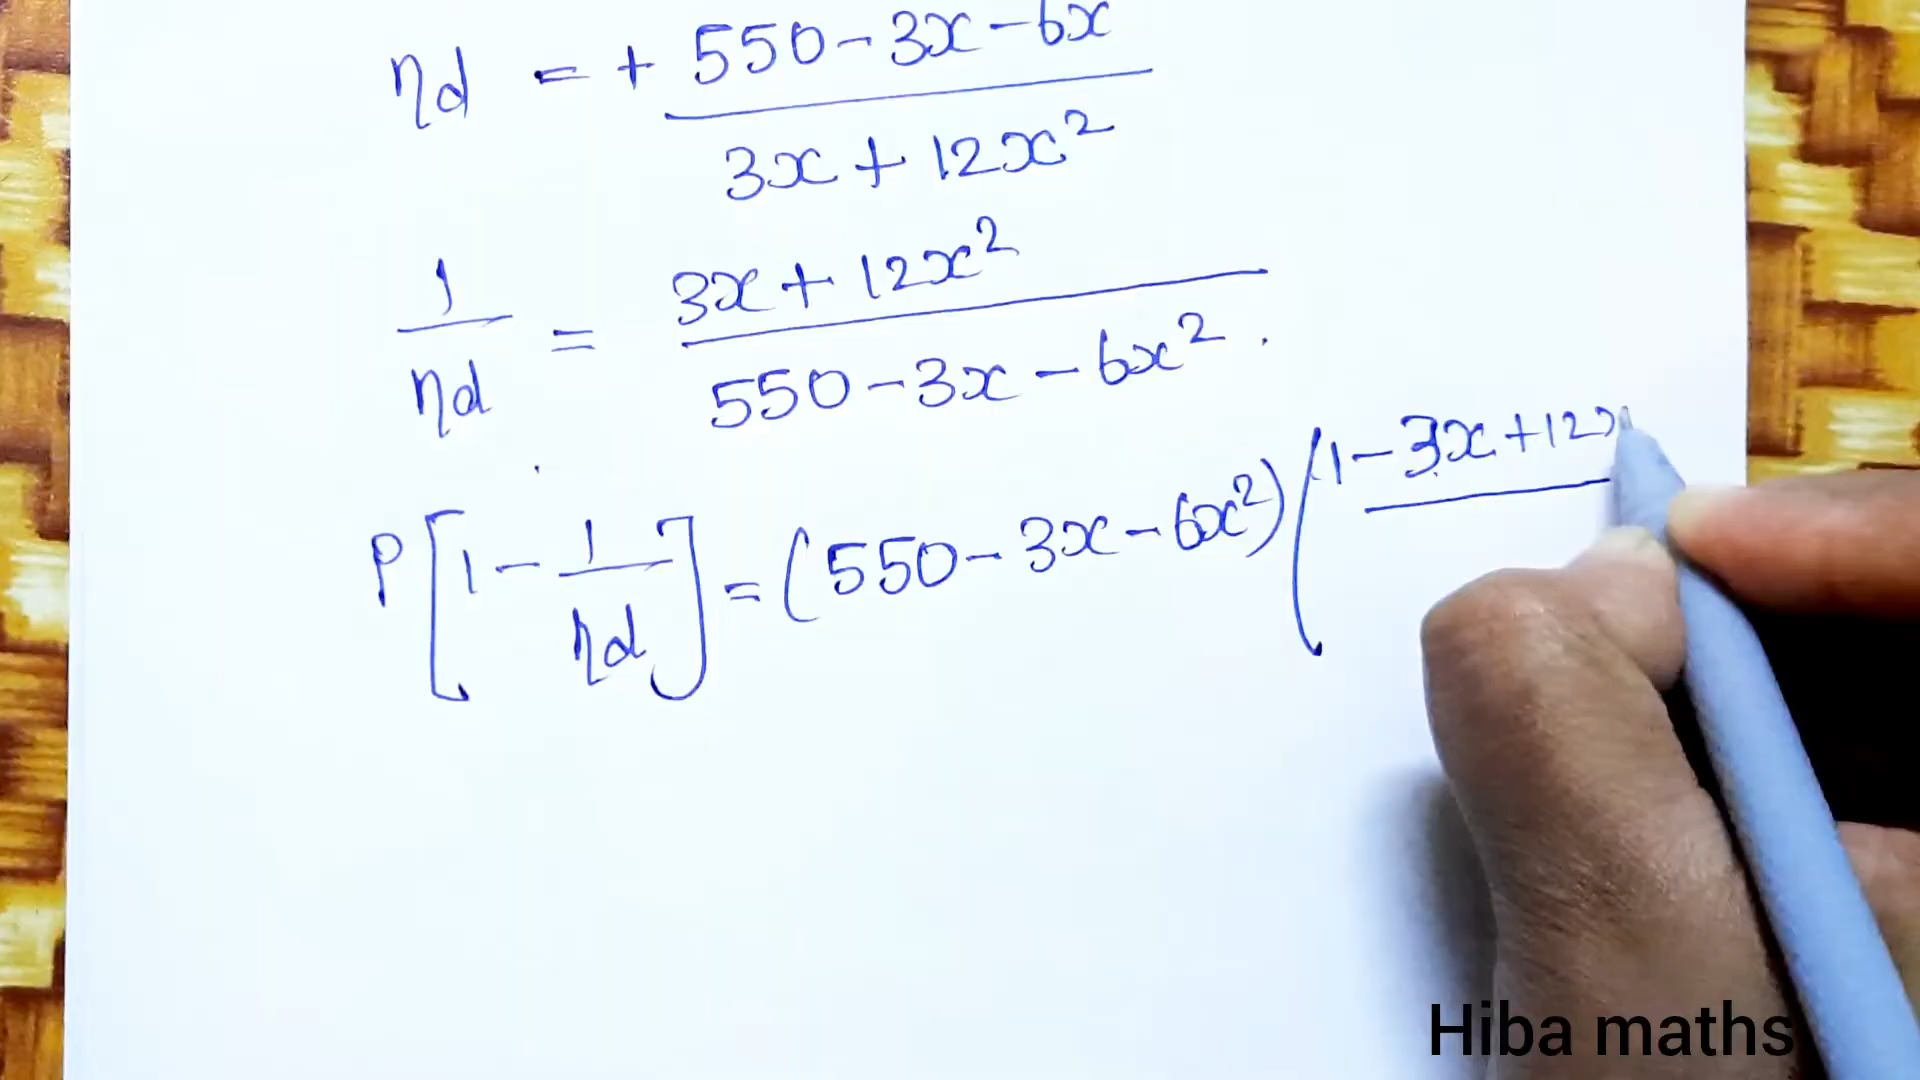 ηd = + 550-3x-6x / 3x+12x²
1/ηd = 3x+12x² / 550-3x-6x².
P[1-1/ηd] = (550-3x-6x²)(1-3x+12x
Hiba maths